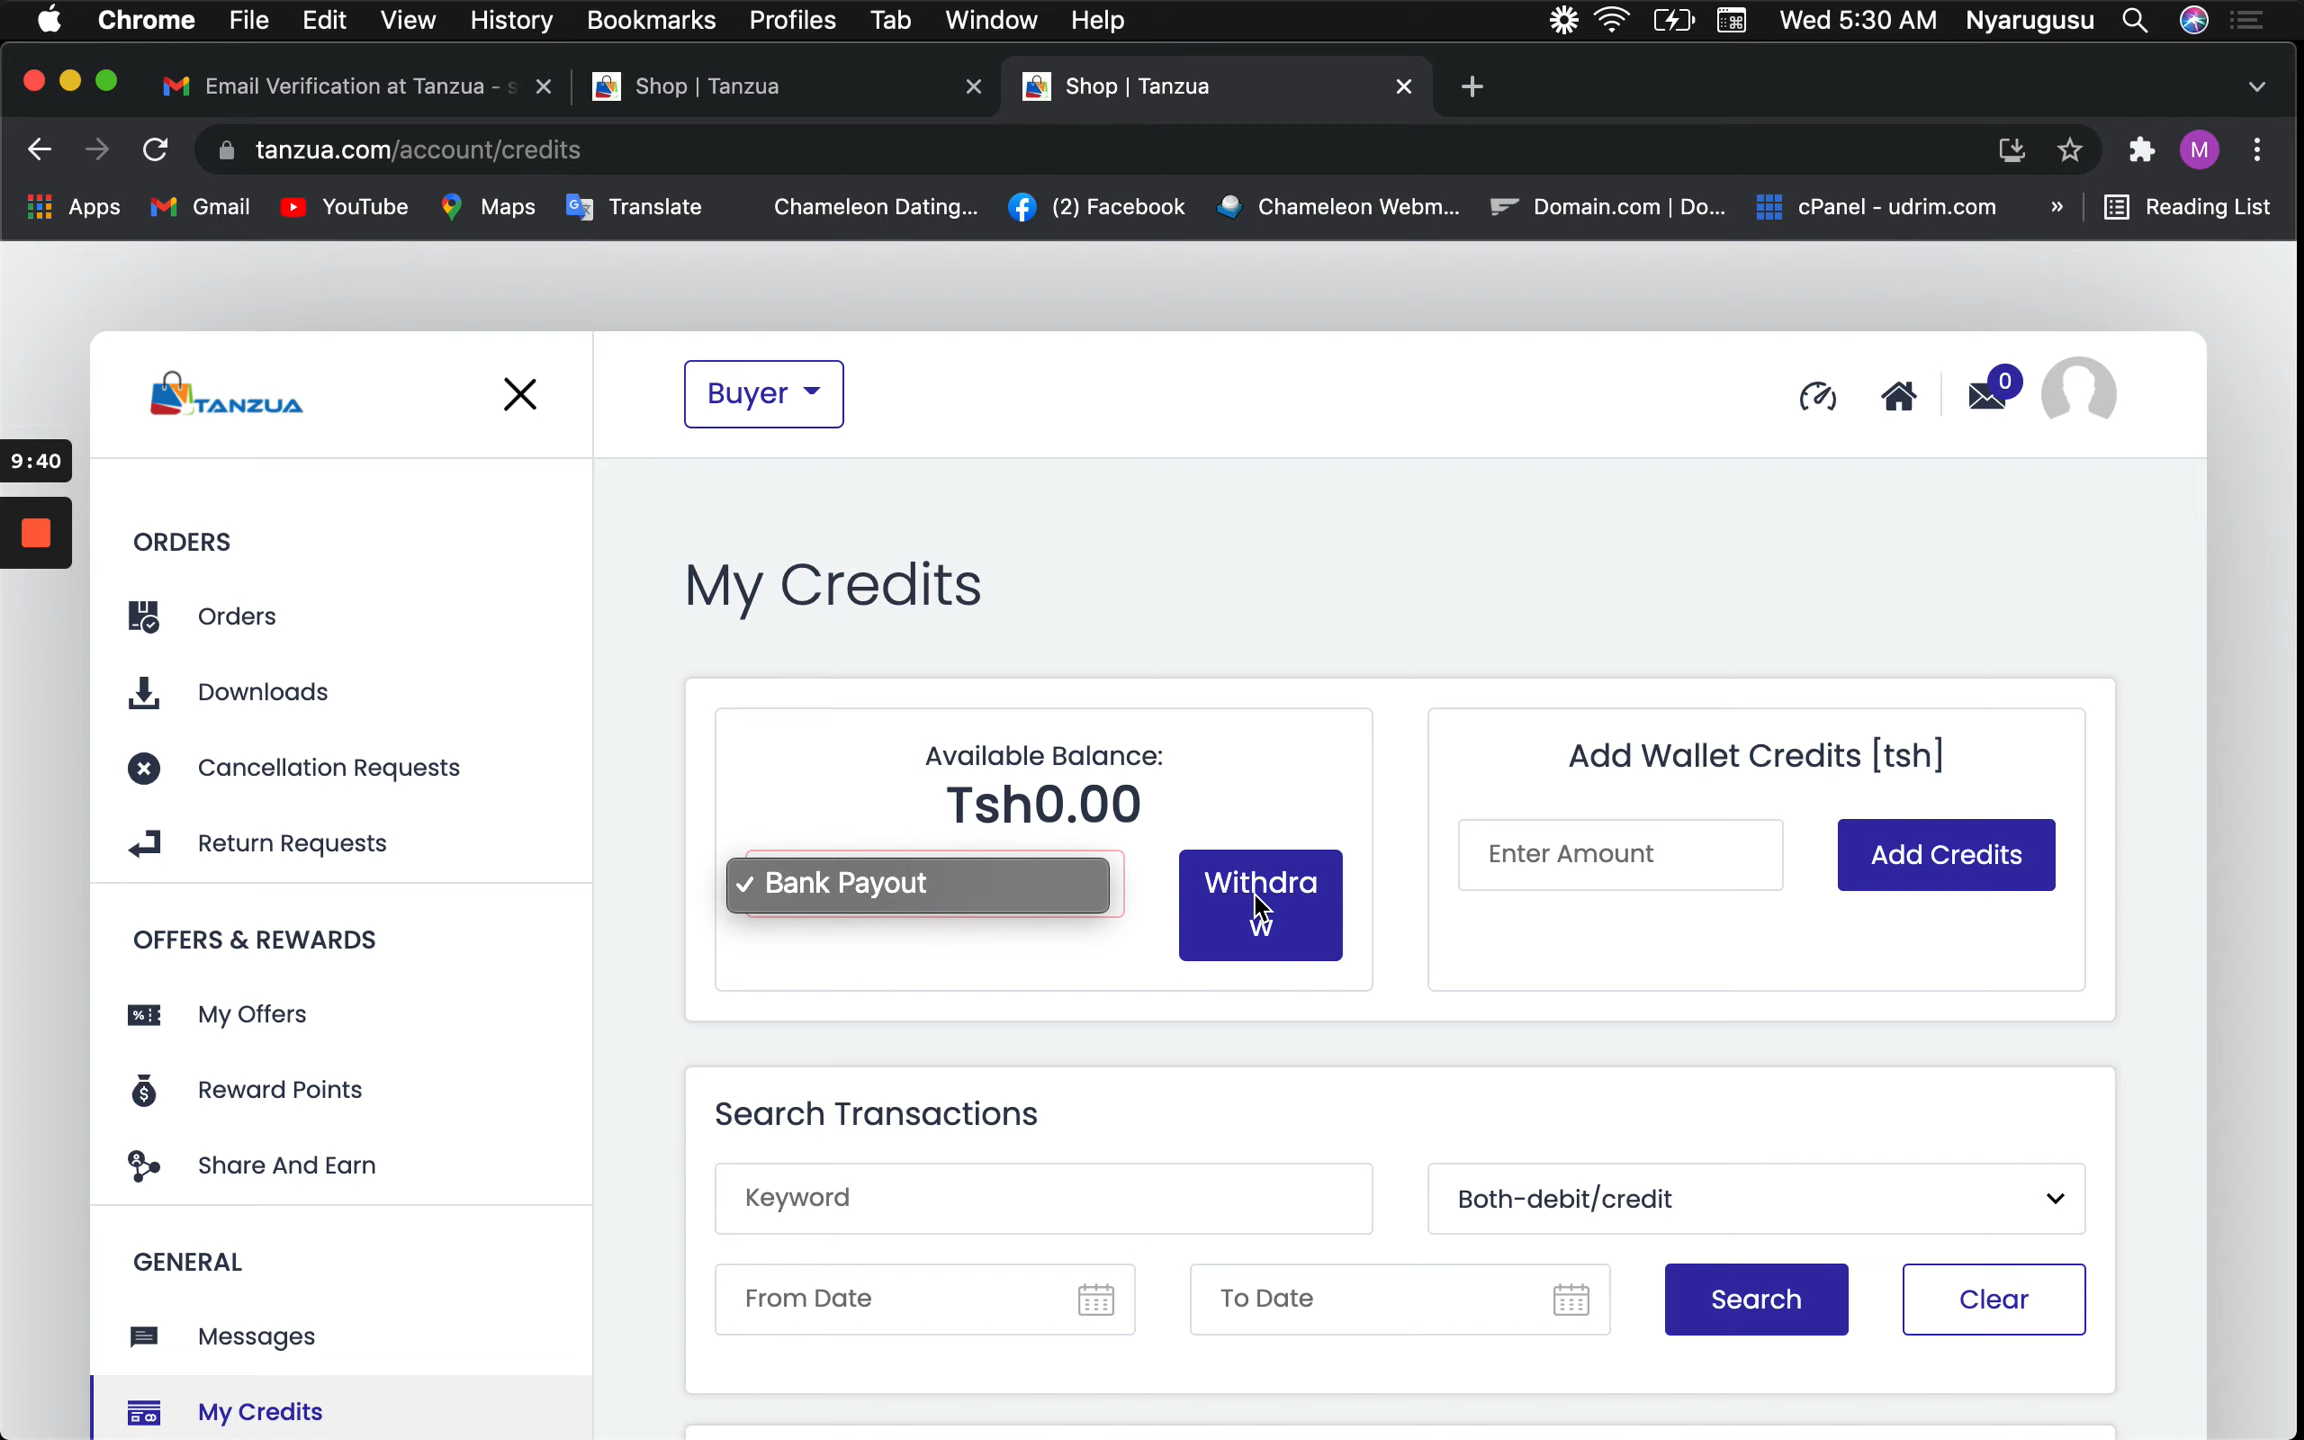 Chrome File Edit View History Bookmarks Profiles Tab Window Help Wed 5:30 AM Nyarugusu
Email Verification at Tanzua - s Shop | Tanzua Shop | Tanzua
tanzua.com/account/credits M
Apps Gmail YouTube Maps Translate Chameleon Dating... (2) Facebook Chameleon Webm... Domain.com | Do... cPanel - udrim.com » Reading List
TANZUA
Buyer
0
9:40
ORDERS
Orders
Downloads
Cancellation Requests
Return Requests
OFFERS & REWARDS
My Offers
Reward Points
Share And Earn
GENERAL
Messages
My Credits
My Credits
Available Balance:
Tsh0.00
Bank Payout
Withdra
w
Add Wallet Credits [tsh]
Enter Amount
Add Credits
Search Transactions
Keyword
Both-debit/credit
From Date
To Date
Search
Clear